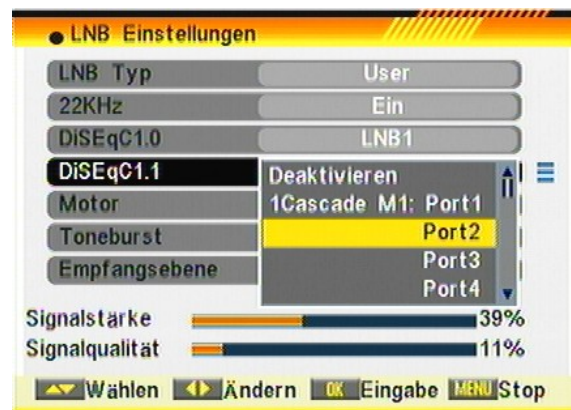 LNB Einstellungen
LNB Typ User
22KHz Ein
DiSEqC1.0 LNB1
DiSEqC1.1
Deaktivieren
1Cascade M1: Port1
Motor
Port2
Toneburst
Port3
Empfangsebene
Port4
Signalstärke 39%
Signalqualität 11%
Wählen Ändern OK Eingabe MENU Stop